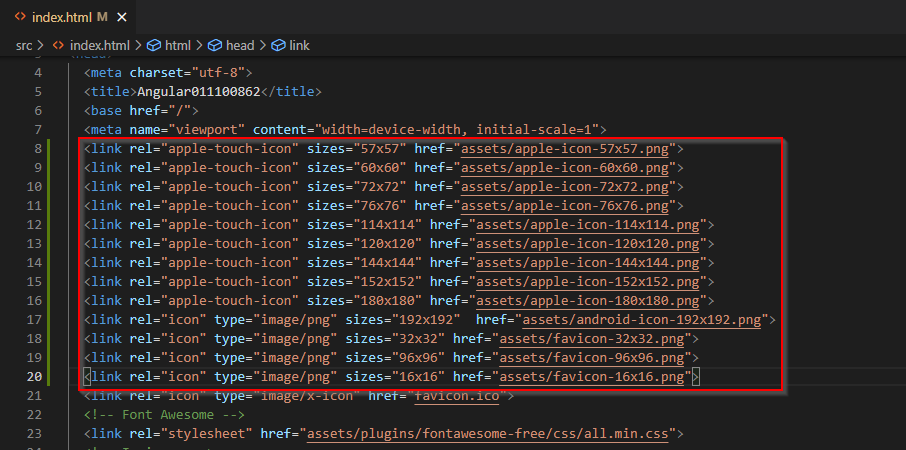 <> index.html M ×
src > <> index.html > html > head > link
4 <meta charset="utf-8">
5 <title>Angular011100862</title>
6 <base href="/">
7 <meta name="viewport" content="width=device-width, initial-scale=1">
8 <link rel="apple-touch-icon" sizes="57x57" href="assets/apple-icon-57x57.png">
9 <link rel="apple-touch-icon" sizes="60x60" href="assets/apple-icon-60x60.png">
10 <link rel="apple-touch-icon" sizes="72x72" href="assets/apple-icon-72x72.png">
11 <link rel="apple-touch-icon" sizes="76x76" href="assets/apple-icon-76x76.png">
12 <link rel="apple-touch-icon" sizes="114x114" href="assets/apple-icon-114x114.png">
13 <link rel="apple-touch-icon" sizes="120x120" href="assets/apple-icon-120x120.png">
14 <link rel="apple-touch-icon" sizes="144x144" href="assets/apple-icon-144x144.png">
15 <link rel="apple-touch-icon" sizes="152x152" href="assets/apple-icon-152x152.png">
16 <link rel="apple-touch-icon" sizes="180x180" href="assets/apple-icon-180x180.png">
17 <link rel="icon" type="image/png" sizes="192x192"  href="assets/android-icon-192x192.png">
18 <link rel="icon" type="image/png" sizes="32x32" href="assets/favicon-32x32.png">
19 <link rel="icon" type="image/png" sizes="96x96" href="assets/favicon-96x96.png">
20 <link rel="icon" type="image/png" sizes="16x16" href="assets/favicon-16x16.png">
21 <link rel="icon" type="image/x-icon" href="favicon.ico">
22 <!-- Font Awesome -->
23 <link rel="stylesheet" href="assets/plugins/fontawesome-free/css/all.min.css">